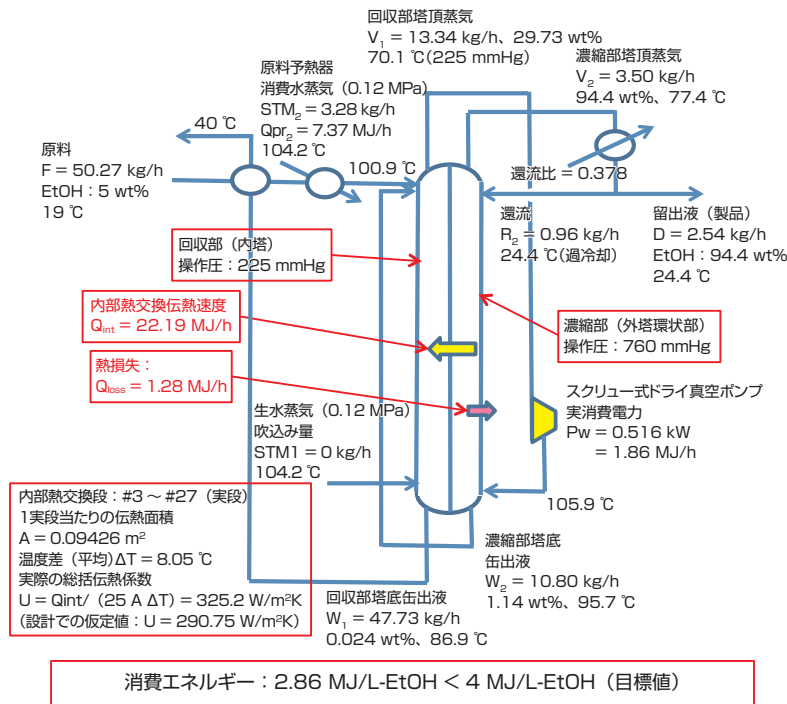 回収部塔頂蒸気
V₁ = 13.34 kg/h、29.73 wt%
70.1 ℃(225 mmHg)
濃縮部塔頂蒸気
V₂ = 3.50 kg/h
94.4 wt%、77.4 ℃
原料予熱器
消費水蒸気（0.12 MPa）
STM₂ = 3.28 kg/h
Qpr₂ = 7.37 MJ/h
104.2 ℃
40 ℃
原料
F = 50.27 kg/h
EtOH：5 wt%
19 ℃
100.9 ℃
還流比 = 0.378
還流
R₂ = 0.96 kg/h
24.4 ℃(過冷却)
留出液（製品）
D = 2.54 kg/h
EtOH：94.4 wt%
24.4 ℃
回収部（内塔）
操作圧：225 mmHg
内部熱交換伝熱速度
Qint = 22.19 MJ/h
濃縮部（外塔環状部）
操作圧：760 mmHg
熱損失：
Qloss = 1.28 MJ/h
スクリュー式ドライ真空ポンプ
実消費電力
Pw = 0.516 kW
= 1.86 MJ/h
生水蒸気（0.12 MPa）
吹込み量
STM1 = 0 kg/h
104.2 ℃
105.9 ℃
内部熱交換段：#3 ～ #27（実段）
1実段当たりの伝熱面積
A = 0.09426 m²
温度差（平均)ΔT = 8.05 ℃
実際の総括伝熱係数
U = Qint/（25 A ΔT）= 325.2 W/m²K
(設計での仮定値：U = 290.75 W/m²K）
回収部塔底缶出液
W₁ = 47.73 kg/h
0.024 wt%、86.9 ℃
濃縮部塔底
缶出液
W₂ = 10.80 kg/h
1.14 wt%、95.7 ℃
消費エネルギー：2.86 MJ/L-EtOH < 4 MJ/L-EtOH（目標値）